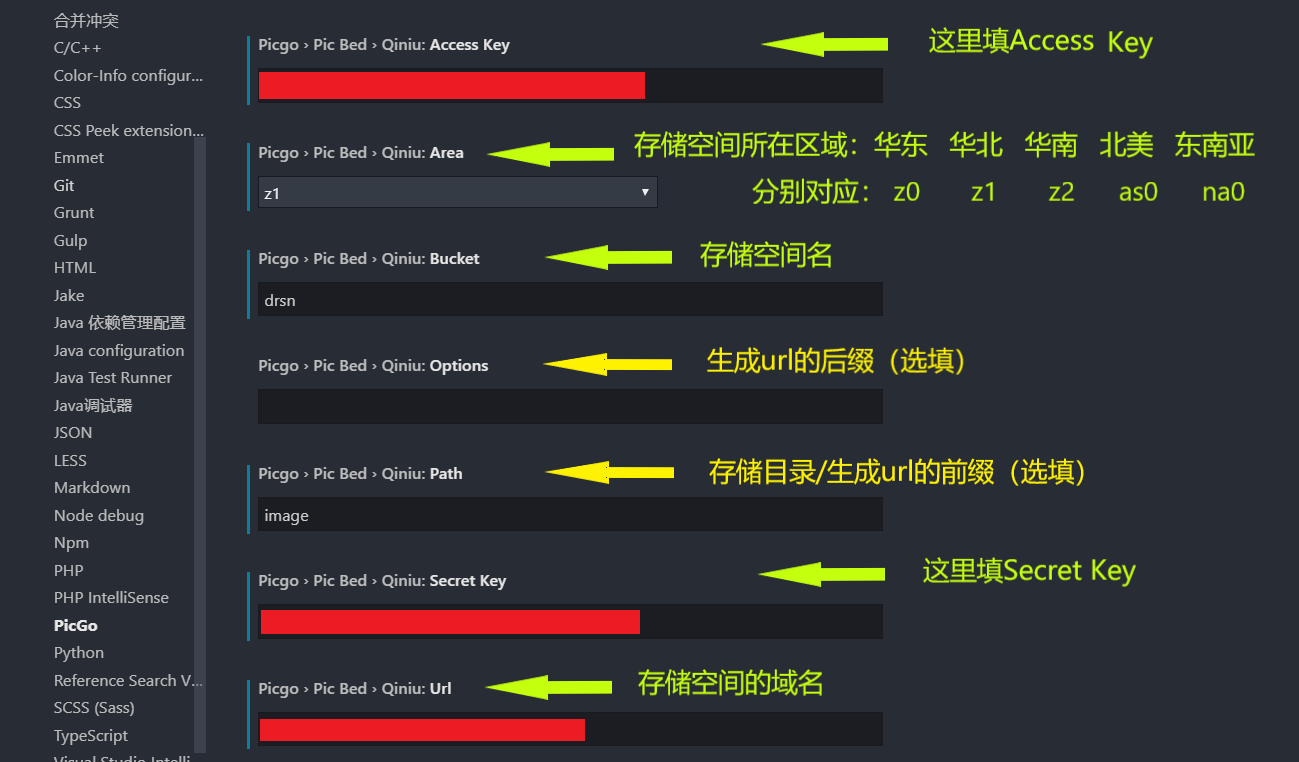 合并冲突
C/C++
Color-Info configur...
CSS
CSS Peek extension...
Emmet
Git
Grunt
Gulp
HTML
Jake
Java 依赖管理配置
Java configuration
Java Test Runner
Java调试器
JSON
LESS
Markdown
Node debug
Npm
PHP
PHP IntelliSense
PicGo
Python
Reference Search V...
SCSS (Sass)
TypeScript
Visual Studio Intelli
Picgo › Pic Bed › Qiniu: Access Key
这里填Access Key
Picgo › Pic Bed › Qiniu: Area
存储空间所在区域：华东 华北 华南 北美 东南亚
z1
分别对应： z0 z1 z2 as0 na0
Picgo › Pic Bed › Qiniu: Bucket
存储空间名
drsn
Picgo › Pic Bed › Qiniu: Options
生成url的后缀（选填）
Picgo › Pic Bed › Qiniu: Path
存储目录/生成url的前缀（选填）
image
Picgo › Pic Bed › Qiniu: Secret Key
这里填Secret Key
Picgo › Pic Bed › Qiniu: Url
存储空间的域名